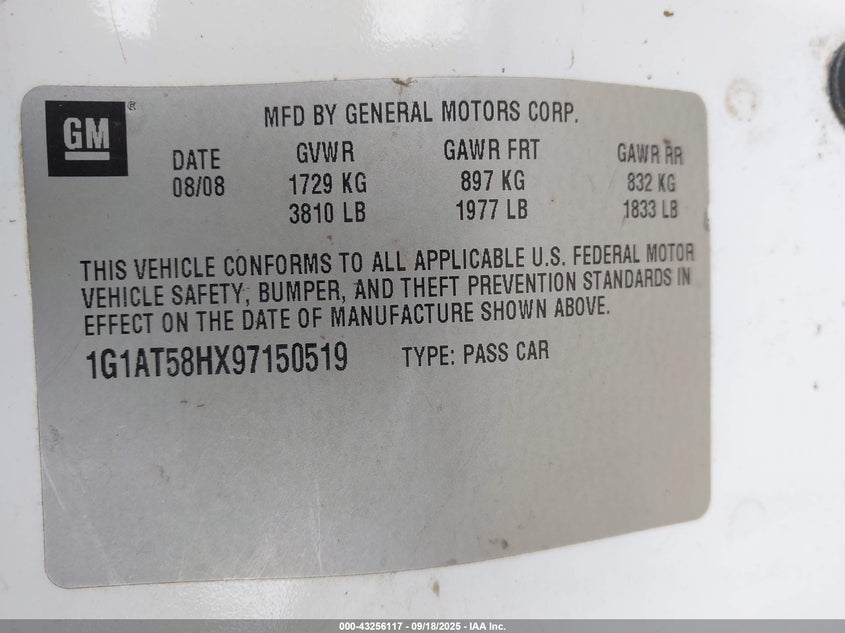 GM ®
MFD BY GENERAL MOTORS CORP.
DATE GVWR GAWR FRT GAWR RR
08/08 1729 KG 897 KG 832 KG
3810 LB 1977 LB 1833 LB
THIS VEHICLE CONFORMS TO ALL APPLICABLE U.S. FEDERAL MOTOR
VEHICLE SAFETY, BUMPER, AND THEFT PREVENTION STANDARDS IN
EFFECT ON THE DATE OF MANUFACTURE SHOWN ABOVE.
1G1AT58HX97150519 TYPE: PASS CAR
000-43256117 - 09/18/2025 - IAA Inc.